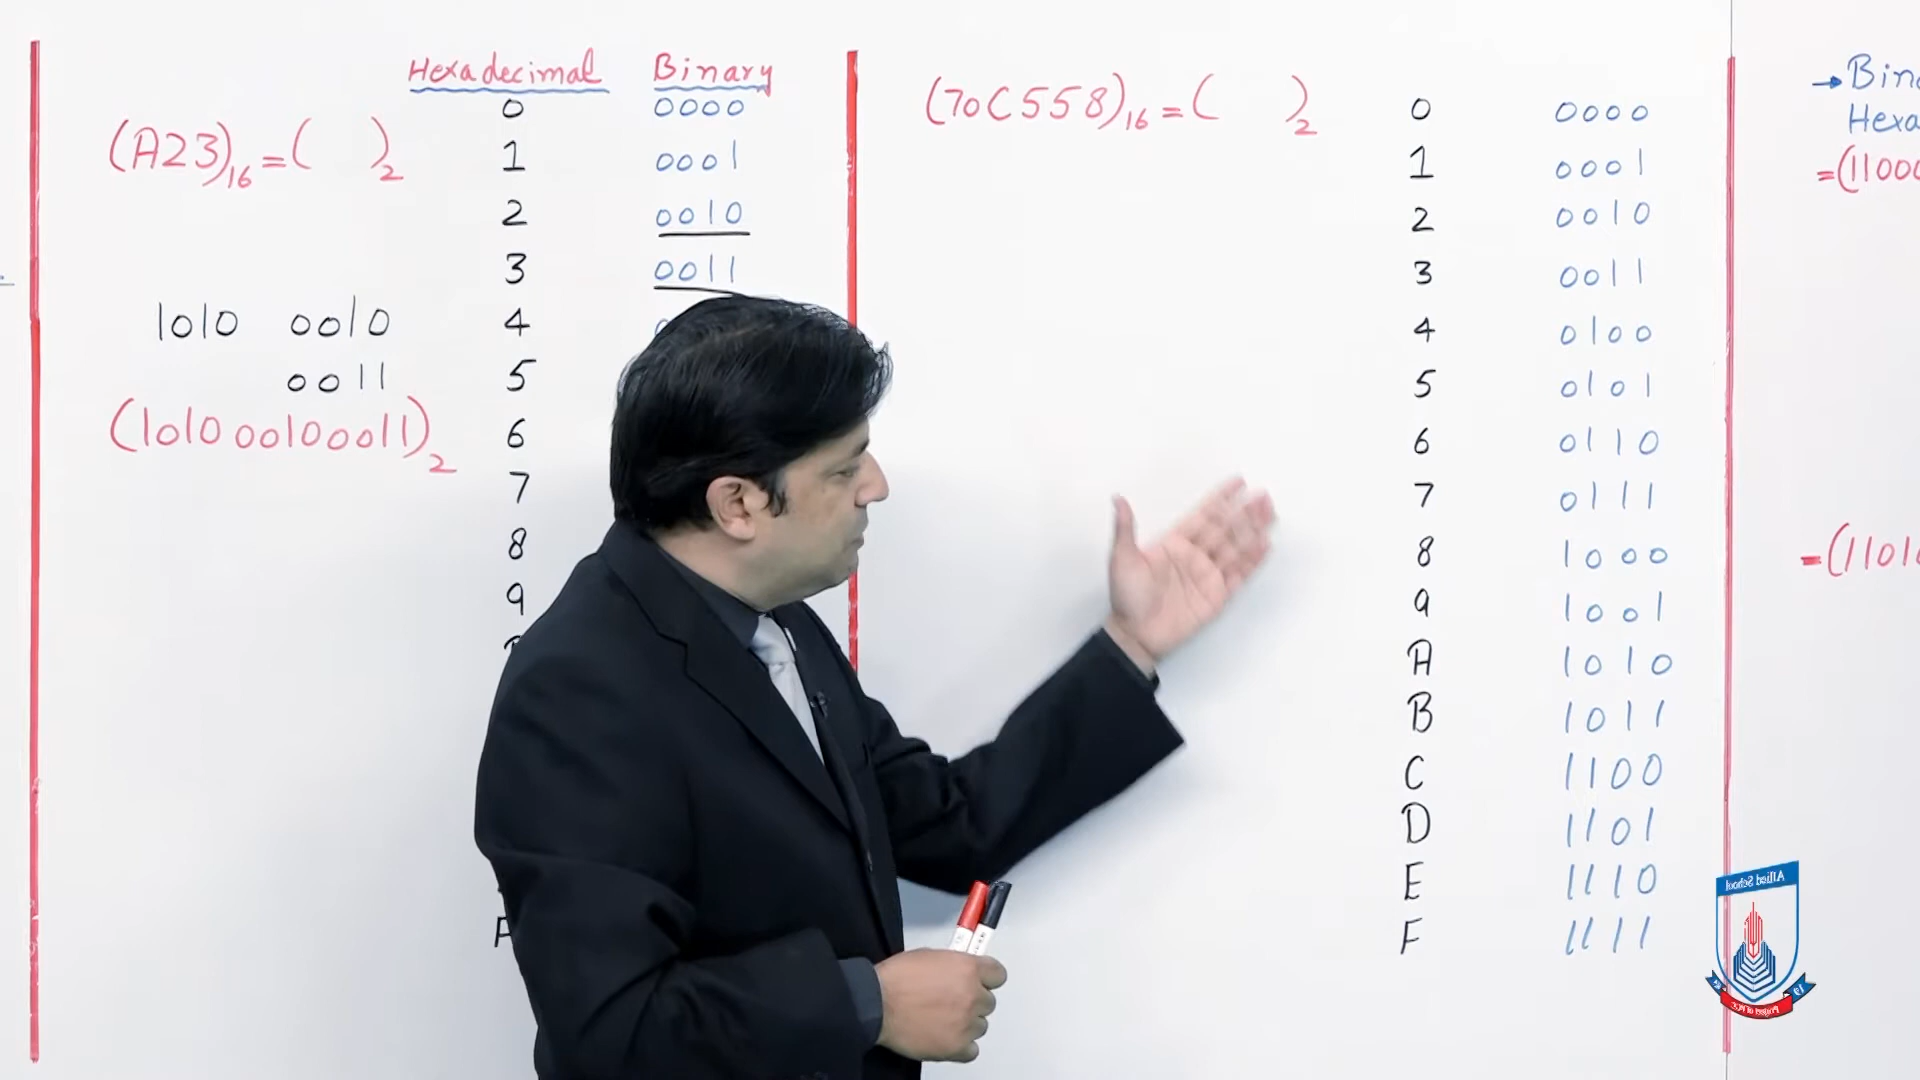 (A23)16=( )2
1010 0010
0011
(101000100011)2
Hexadecimal Binary
0 0000
1 0001
2 0010
3 0011
4
5
6
7
8
9
(70C558)16=( )2
0 0000
1 0001
2 0010
3 0011
4 0100
5 0101
6 0110
7 0111
8 1000
9 1001
A 1010
B 1011
C 1100
D 1101
E 1110
F 1111
Allied School